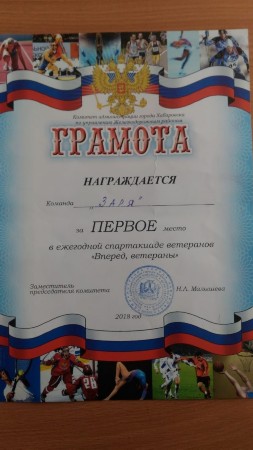 Комитет администрации города Хабаровска
по управлению Железнодорожным районом
ГРАМОТА
НАГРАЖДАЕТСЯ
Команда "Заря"
за ПЕРВОЕ место
в ежегодной спартакиаде ветеранов
«Вперед, ветераны»
Заместитель
председателя комитета Н.А. Малышева
2018 год